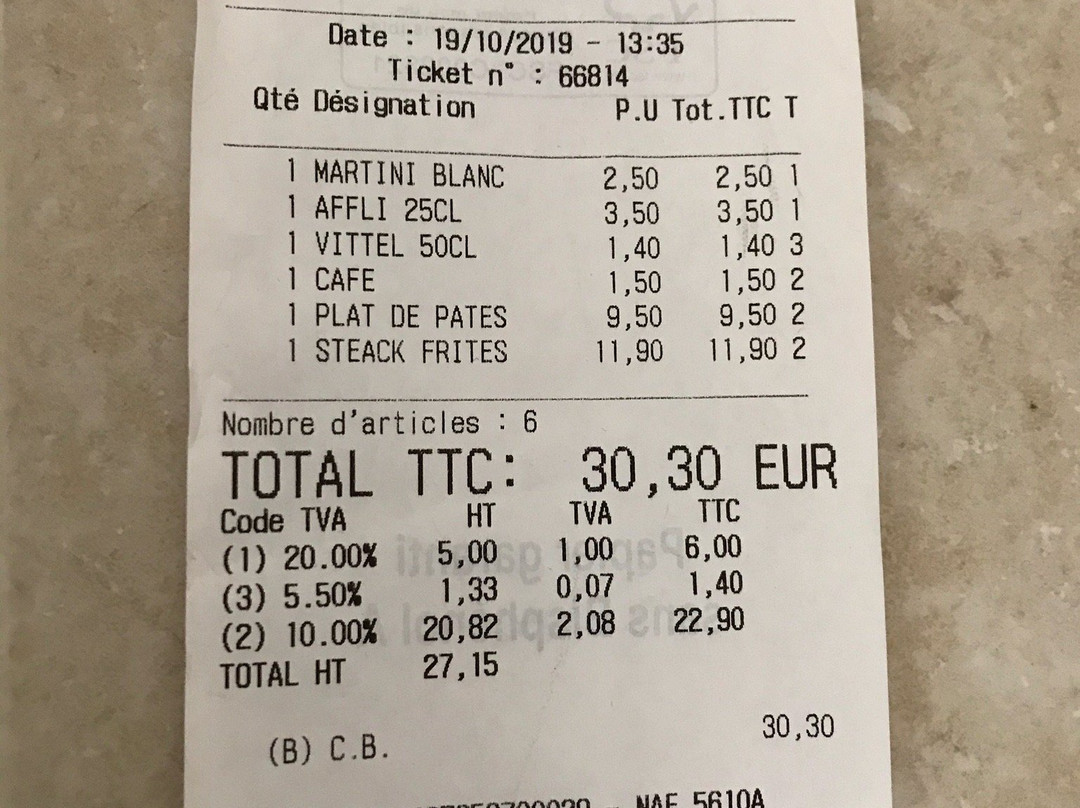 Date : 19/10/2019 - 13:35
Ticket n° : 66814
Qté Désignation P.U Tot.TTC T
1 MARTINI BLANC 2,50 2,50 1
1 AFFLI 25CL 3,50 3,50 1
1 VITTEL 50CL 1,40 1,40 3
1 CAFE 1,50 1,50 2
1 PLAT DE PATES 9,50 9,50 2
1 STEACK FRITES 11,90 11,90 2
Nombre d'articles : 6
TOTAL TTC: 30,30 EUR
Code TVA HT TVA TTC
(1) 20.00% 5,00 1,00 6,00
(3) 5.50% 1,33 0,07 1,40
(2) 10.00% 20,82 2,08 22,90
TOTAL HT 27,15
(B) C.B. 30,30
- NAF 5610A